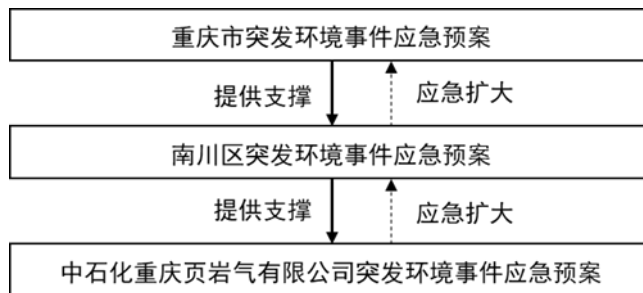 重庆市突发环境事件应急预案
提供支撑 应急扩大
南川区突发环境事件应急预案
提供支撑 应急扩大
中石化重庆页岩气有限公司突发环境事件应急预案